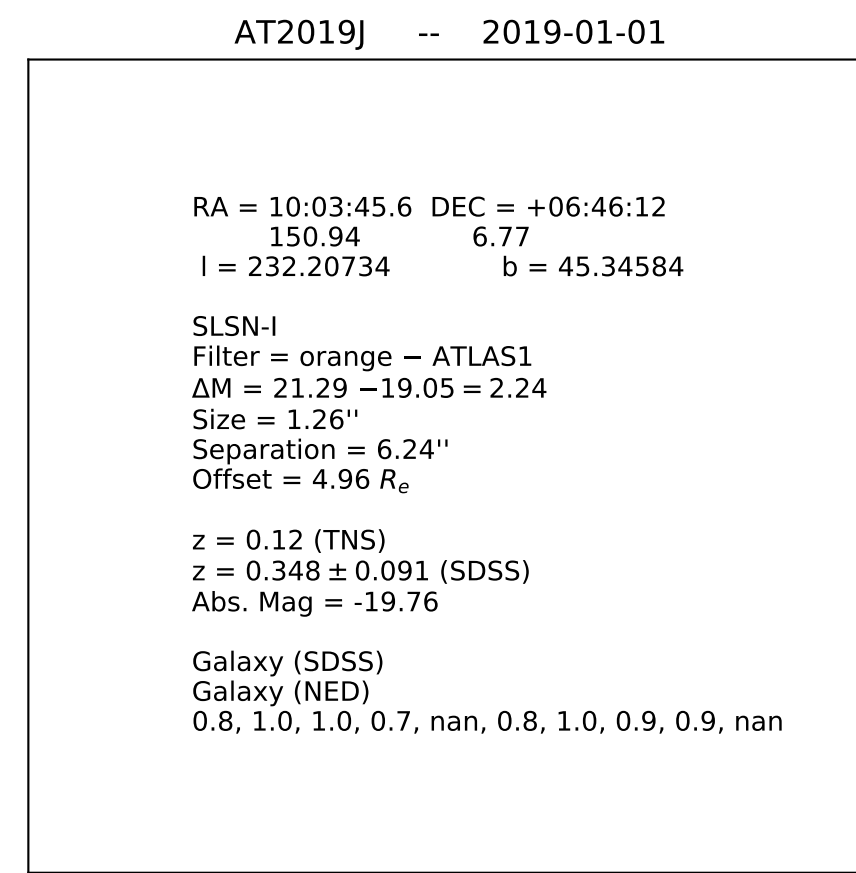 AT2019J -- 2019-01-01
RA = 10:03:45.6 DEC = +06:46:12
150.94 6.77
l = 232.20734 b = 45.34584
SLSN-I
Filter = orange − ATLAS1
ΔM = 21.29 −19.05 = 2.24
Size = 1.26''
Separation = 6.24''
Offset = 4.96 Re
z = 0.12 (TNS)
z = 0.348 ± 0.091 (SDSS)
Abs. Mag = -19.76
Galaxy (SDSS)
Galaxy (NED)
0.8, 1.0, 1.0, 0.7, nan, 0.8, 1.0, 0.9, 0.9, nan